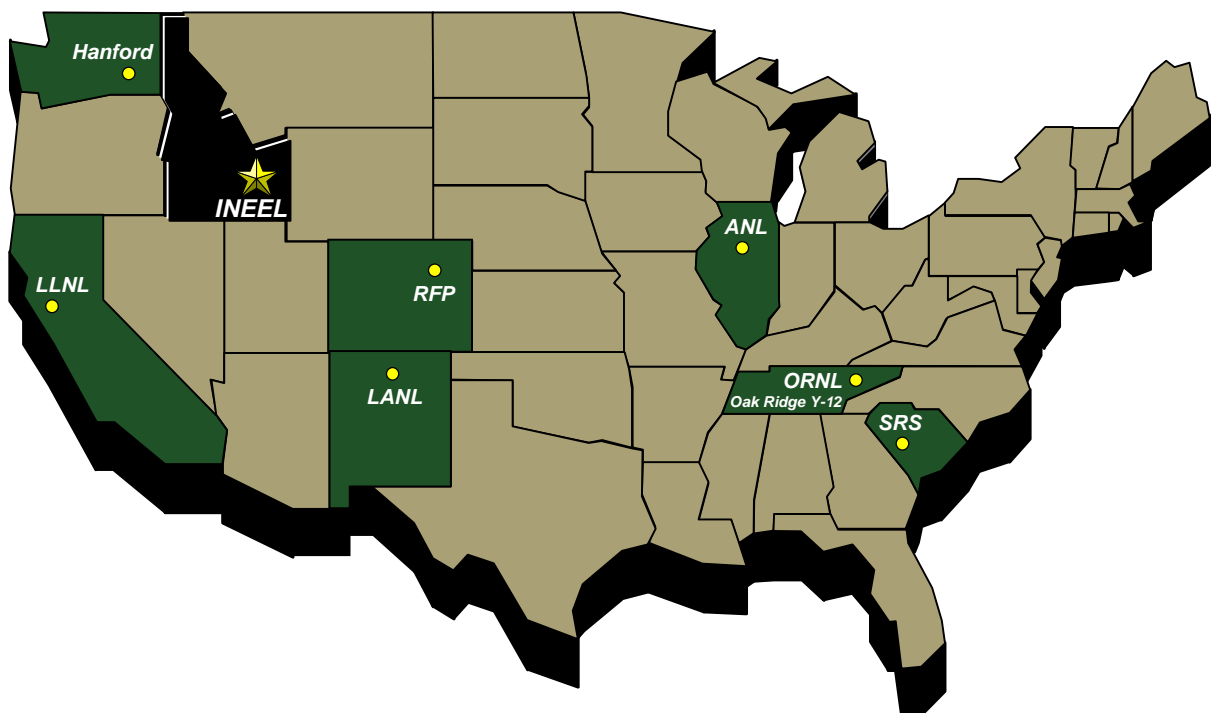 Hanford
INEEL
ANL
LLNL
RFP
LANL
ORNL
Oak Ridge Y-12
SRS